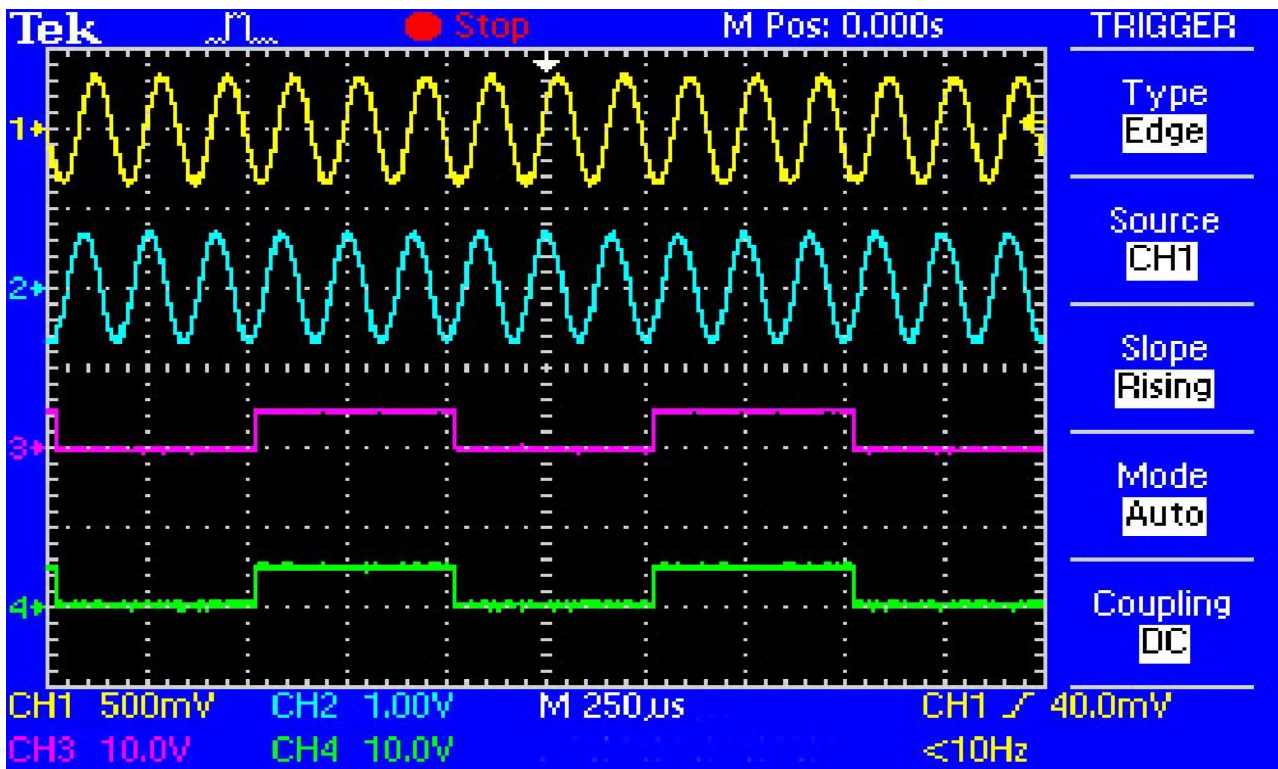 Tek Stop M Pos: 0.000s TRIGGER
Type
Edge
Source
CH1
Slope
Rising
Mode
Auto
Coupling
DC
1
2
3
4
CH1 500mV CH2 1.00V M 250µs CH1 40.0mV
CH3 10.0V CH4 10.0V <10Hz